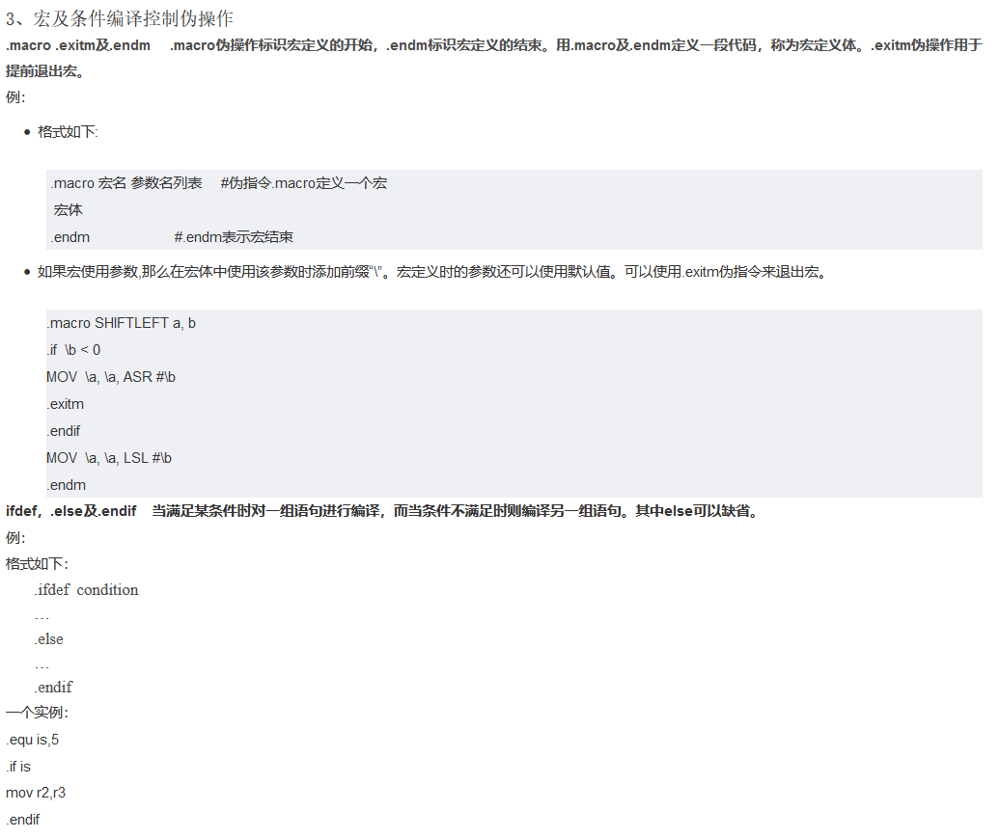 3、宏及条件编译控制伪操作
.macro .exitm及.endm .macro伪操作标识宏定义的开始，.endm标识宏定义的结束。用.macro及.endm定义一段代码，称为宏定义体。.exitm伪操作用于
提前退出宏。
例：
• 格式如下:
.macro 宏名 参数名列表 #伪指令.macro定义一个宏
宏体
.endm #.endm表示宏结束
• 如果宏使用参数,那么在宏体中使用该参数时添加前缀“\”。宏定义时的参数还可以使用默认值。可以使用.exitm伪指令来退出宏。
.macro SHIFTLEFT a, b
.if \b < 0
MOV \a, \a, ASR #\b
.exitm
.endif
MOV \a, \a, LSL #\b
.endm
ifdef，.else及.endif 当满足某条件时对一组语句进行编译，而当条件不满足时则编译另一组语句。其中else可以缺省。
例：
格式如下：
.ifdef condition
…
.else
…
.endif
一个实例：
.equ is,5
.if is
mov r2,r3
.endif